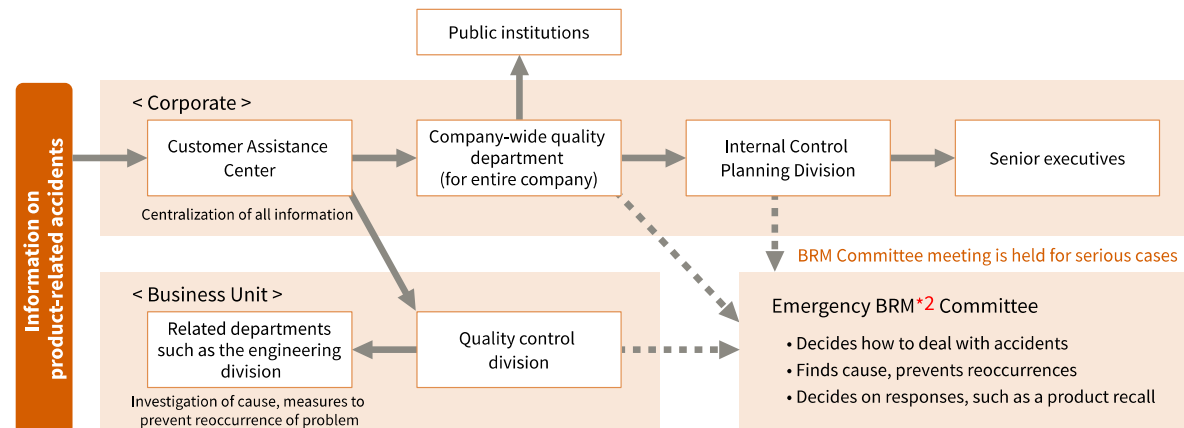 Public institutions
Information on
product-related accidents
< Corporate >
Customer Assistance
Center
Centralization of all information
Company-wide quality
department
(for entire company)
Internal Control
Planning Division
Senior executives
BRM Committee meeting is held for serious cases
< Business Unit >
Related departments
such as the engineering
division
Investigation of cause, measures to
prevent reoccurrence of problem
Quality control
division
Emergency BRM*2 Committee
• Decides how to deal with accidents
• Finds cause, prevents reoccurrences
• Decides on responses, such as a product recall